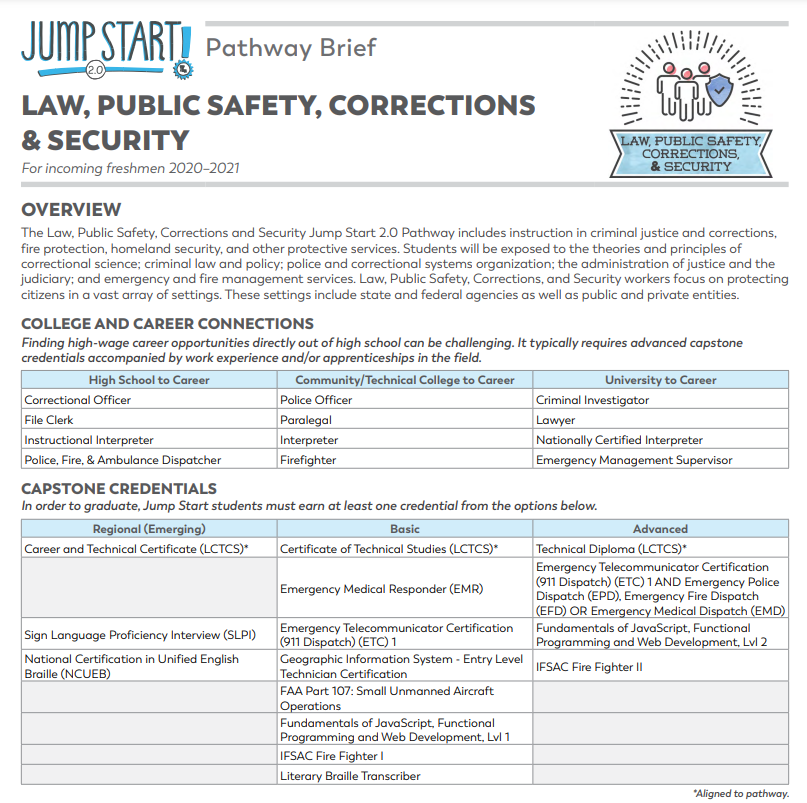 JUMP START!
2.0
Pathway Brief
LAW, PUBLIC SAFETY, CORRECTIONS
& SECURITY
For incoming freshmen 2020–2021
LAW, PUBLIC SAFETY,
CORRECTIONS,
& SECURITY
OVERVIEW
The Law, Public Safety, Corrections and Security Jump Start 2.0 Pathway includes instruction in criminal justice and corrections,
fire protection, homeland security, and other protective services. Students will be exposed to the theories and principles of
correctional science; criminal law and policy; police and correctional systems organization; the administration of justice and the
judiciary; and emergency and fire management services. Law, Public Safety, Corrections, and Security workers focus on protecting
citizens in a vast array of settings. These settings include state and federal agencies as well as public and private entities.
COLLEGE AND CAREER CONNECTIONS
Finding high-wage career opportunities directly out of high school can be challenging. It typically requires advanced capstone
credentials accompanied by work experience and/or apprenticeships in the field.
High School to Career Community/Technical College to Career University to Career
Correctional Officer Police Officer Criminal Investigator
File Clerk Paralegal Lawyer
Instructional Interpreter Interpreter Nationally Certified Interpreter
Police, Fire, & Ambulance Dispatcher Firefighter Emergency Management Supervisor
CAPSTONE CREDENTIALS
In order to graduate, Jump Start students must earn at least one credential from the options below.
Regional (Emerging) Basic Advanced
Career and Technical Certificate (LCTCS)* Certificate of Technical Studies (LCTCS)* Technical Diploma (LCTCS)*
Emergency Medical Responder (EMR)
Emergency Telecommunicator Certification
(911 Dispatch) (ETC) 1 AND Emergency Police
Dispatch (EPD), Emergency Fire Dispatch
(EFD) OR Emergency Medical Dispatch (EMD)
Sign Language Proficiency Interview (SLPI)
Emergency Telecommunicator Certification
(911 Dispatch) (ETC) 1
Fundamentals of JavaScript, Functional
Programming and Web Development, Lvl 2
National Certification in Unified English
Braille (NCUEB)
Geographic Information System - Entry Level
Technician Certification
IFSAC Fire Fighter II
FAA Part 107: Small Unmanned Aircraft
Operations
Fundamentals of JavaScript, Functional
Programming and Web Development, Lvl 1
IFSAC Fire Fighter I
Literary Braille Transcriber
*Aligned to pathway.